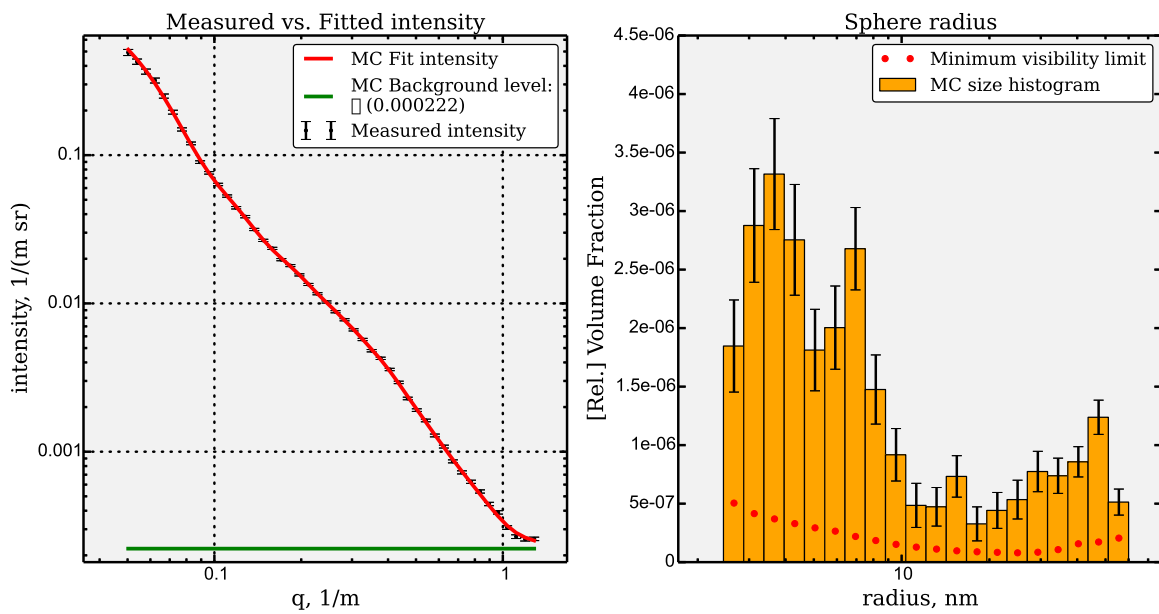 Measured vs. Fitted intensity
MC Fit intensity
MC Background level:
(0.000222)
Measured intensity
0.1
0.01
0.001
intensity, 1/(m sr)
0.1
1
q, 1/m
Sphere radius
Minimum visibility limit
MC size histogram
4.5e-06
4e-06
3.5e-06
3e-06
2.5e-06
2e-06
1.5e-06
1e-06
5e-07
0
[Rel.] Volume Fraction
10
radius, nm